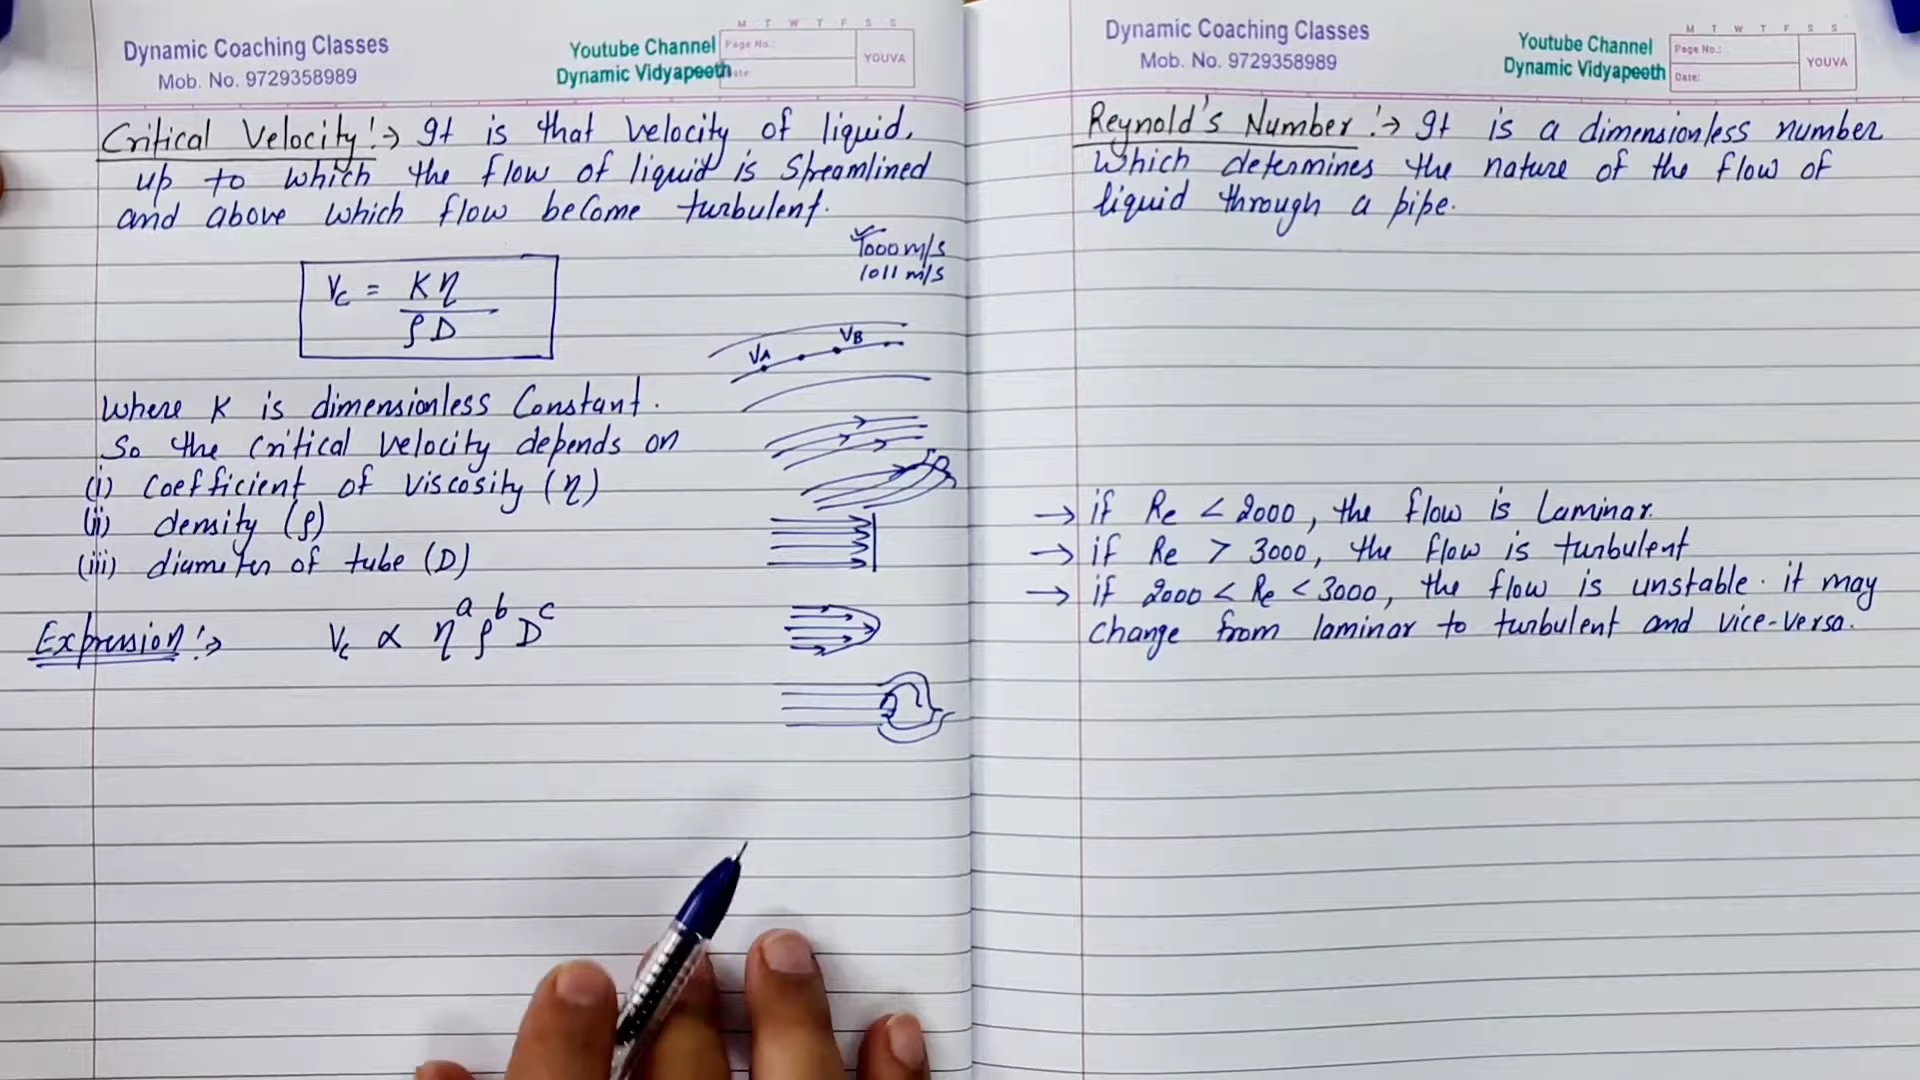 Dynamic Coaching Classes
Mob. No. 9729358989
Youtube Channel
Dynamic Vidyapeeth
M T W T F S S
Page No.:
Date:
YOUVA
Critical Velocity:→ It is that velocity of liquid,
up to which the flow of liquid is streamlined
and above which flow become turbulent.
1000 m/s
1011 m/s
Vc = Kη
ρD
VA VB
Where K is dimensionless Constant.
So the critical velocity depends on
(i) Coefficient of viscosity (η)
(ii) density (ρ)
(iii) diameter of tube (D)
Expression:→ Vc ∝ η^a ρ^b D^c
Dynamic Coaching Classes
Mob. No. 9729358989
Youtube Channel
Dynamic Vidyapeeth
M T W T F S S
Page No.:
Date:
YOUVA
Reynold's Number:→ It is a dimensionless number
Which determines the nature of the flow of
liquid through a pipe.
→ if Re < 2000, the flow is Laminar.
→ if Re > 3000, the flow is turbulent
→ if 2000 < Re < 3000, the flow is unstable. it may
change from laminar to turbulent and vice-versa.